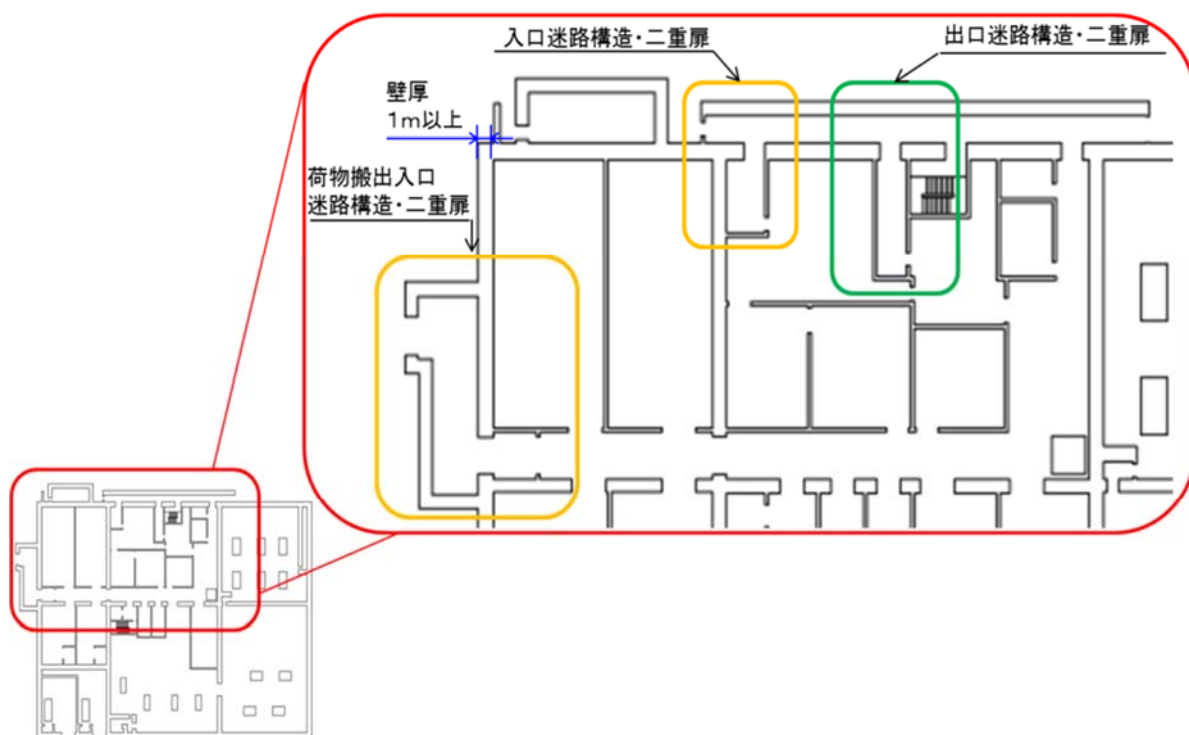 入口迷路構造・二重扉
出口迷路構造・二重扉
壁厚
1m以上
荷物搬出入口
迷路構造・二重扉